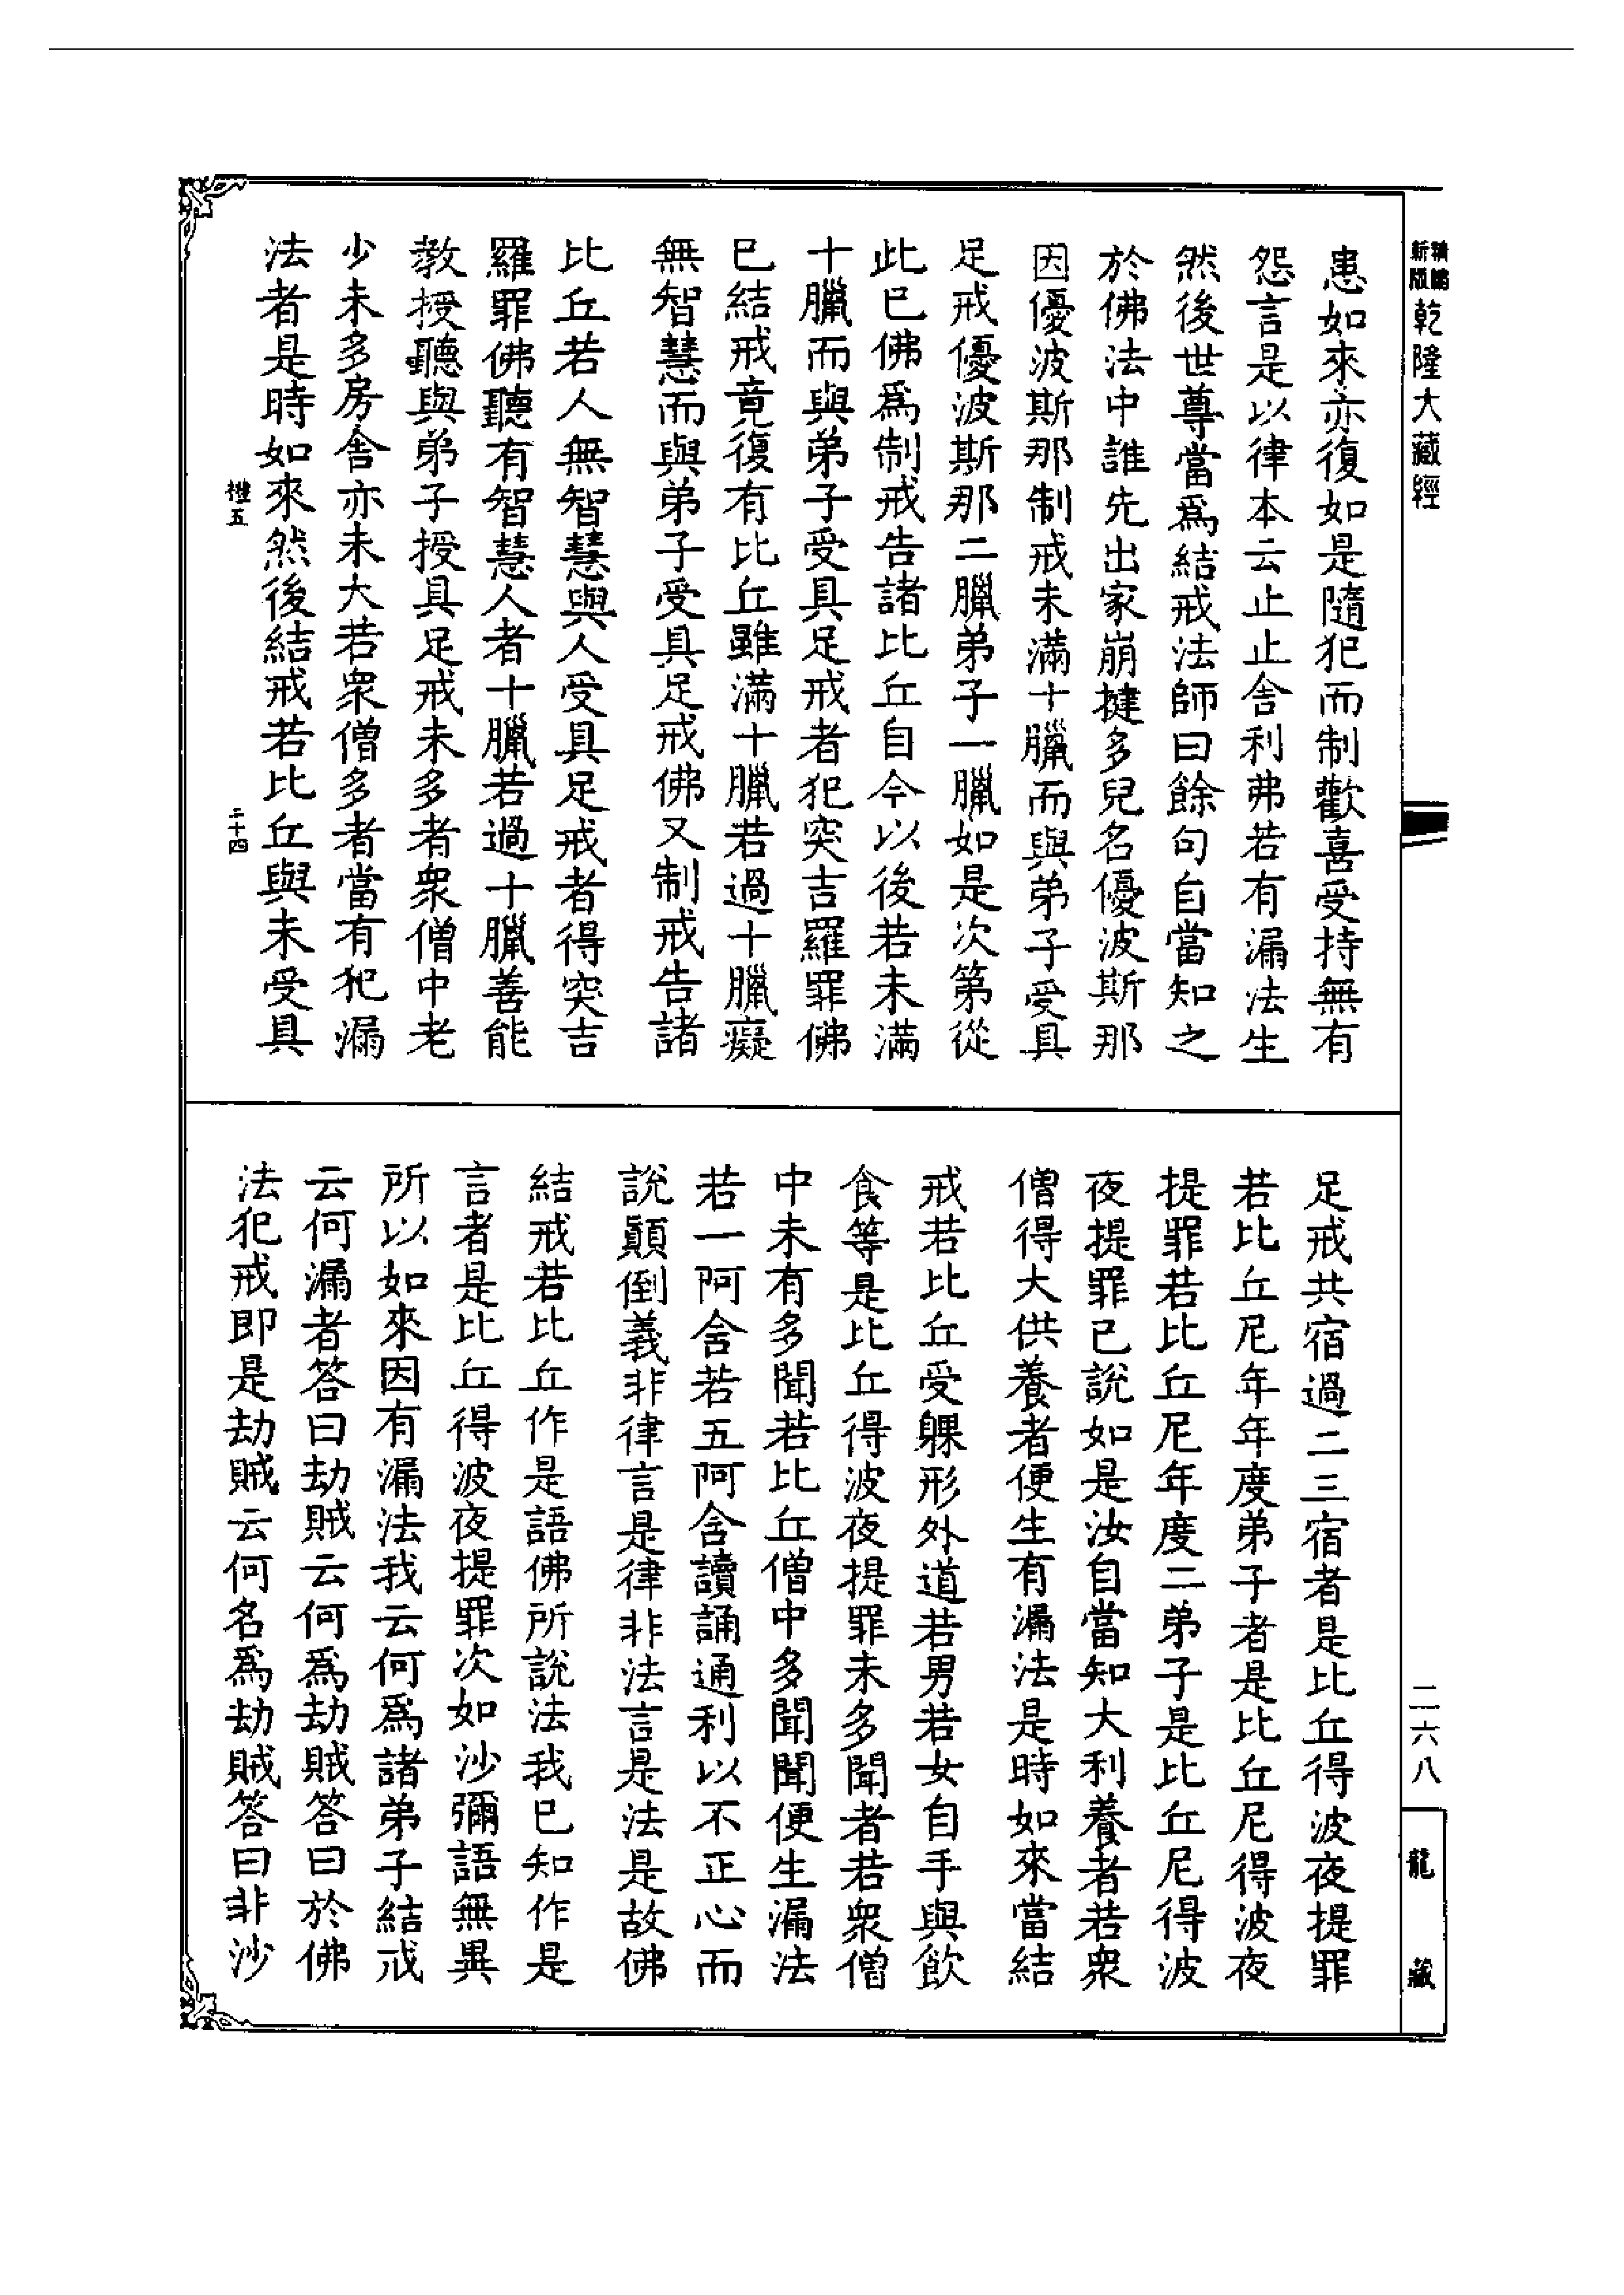 新版精縮乾隆大藏經
患如來亦復如是隨犯而制歡喜受持無有
怨言是以律本云止止舍利弗若有漏法生
然後世尊當爲結戒法師曰餘句自當知之
於佛法中誰先出家崩揵多兒名優波斯那
因優波斯那制戒未滿十臘而與弟子受具
足戒優波斯那二臘弟子一臘如是次第從
此已佛爲制戒告諸比丘自今以後若未滿
十臘而與弟子受具足戒者犯突吉羅罪佛
已結戒竟復有比丘雖滿十臘若過十臘癡
無智慧而與弟子受具足戒佛又制戒告諸
比丘若人無智慧與人受具足戒者得突吉
羅罪佛聽有智慧人者十臘若過十臘善能
教授聽與弟子授具足戒未多者衆僧中老
少未多房舍亦未大若衆僧多者當有犯漏
法者是時如來然後結戒若比丘與未受具
禮五
二十四
足戒共宿過二三宿者是比丘得波夜提罪
若比丘尼年年度弟子者是比丘尼得波夜
提罪若比丘尼年度二弟子是比丘尼得波
夜提罪已說如是汝自當知大利養者若衆
僧得大供養者便生有漏法是時如來當結
戒若比丘受躶形外道若男若女自手與飲
食等是比丘得波夜提罪未多聞者若衆僧
中未有多聞若比丘僧中多聞聞便生漏法
若一阿含若五阿含讀誦通利以不正心而
說顛倒義非律言是律非法言是法是故佛
結戒若比丘作是語佛所說法我已知作是
言者是比丘得波夜提罪次如沙彌語無異
所以如來因有漏法我云何爲諸弟子結戒
云何漏者答曰劫賊云何爲劫賊答曰於佛
法犯戒即是劫賊云何名爲劫賊答曰非沙
二六八
龍藏